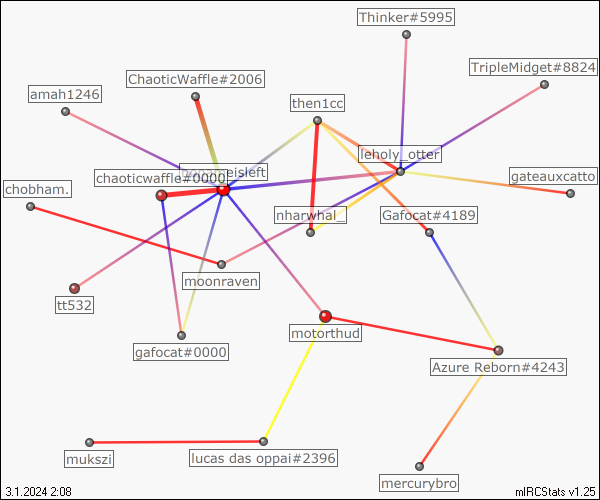 Thinker#5995
TripleMidget#8824
ChaoticWaffle#2006
amah1246
then1cc
leholy_otter
chaoticwaffle#0000
eisleft
gateauxcatto
chobham.
nharwhal_
Gafocat#4189
moonraven
tt532
motorthud
gafocat#0000
Azure Reborn#4243
mukszi
lucas das oppai#2396
mercurybro
3.1.2024 2:08
mIRCStats v1.25